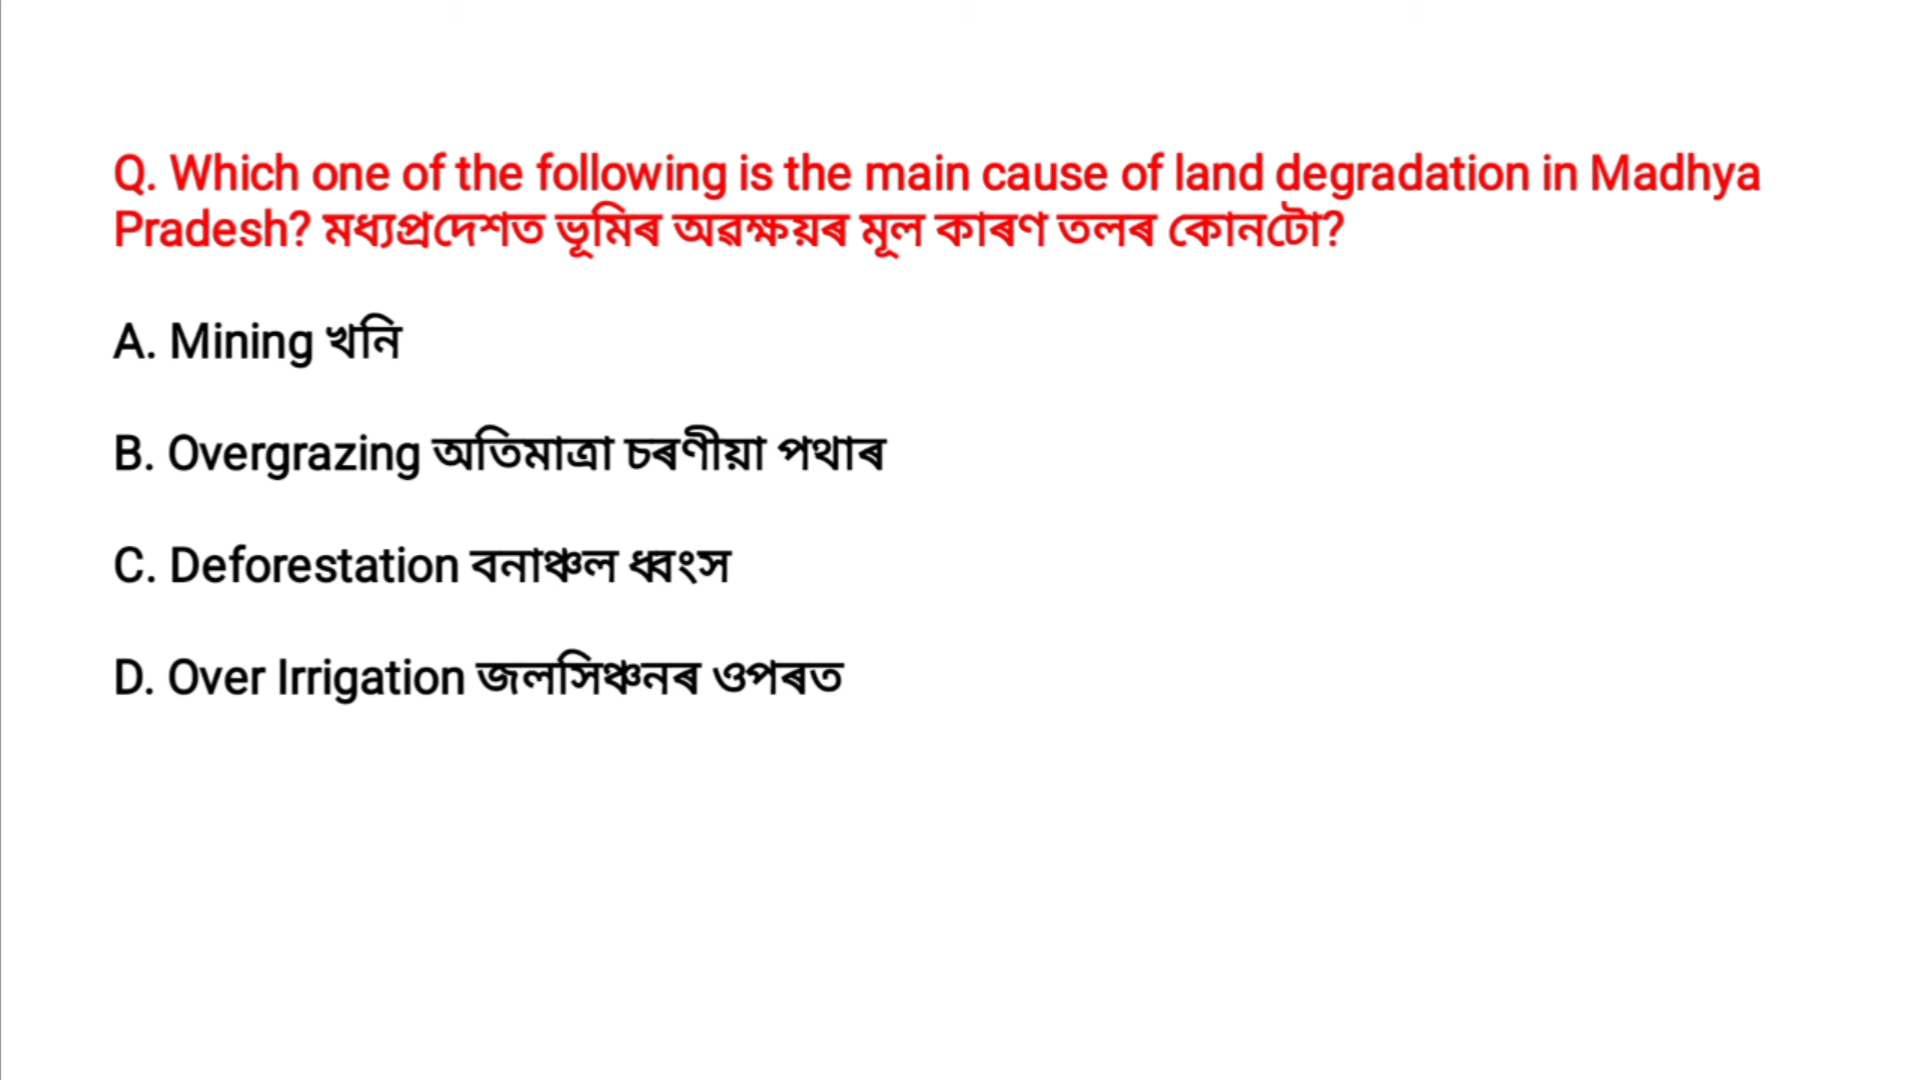 Q. Which one of the following is the main cause of land degradation in Madhya
Pradesh? মধ্যপ্ৰদেশত ভূমিৰ অৱক্ষয়ৰ মূল কাৰণ তলৰ কোনটো?
A. Mining খনি
B. Overgrazing অতিমাত্ৰা চৰণীয়া পথাৰ
C. Deforestation বনাঞ্চল ধ্বংস
D. Over Irrigation জলসিঞ্চনৰ ওপৰত